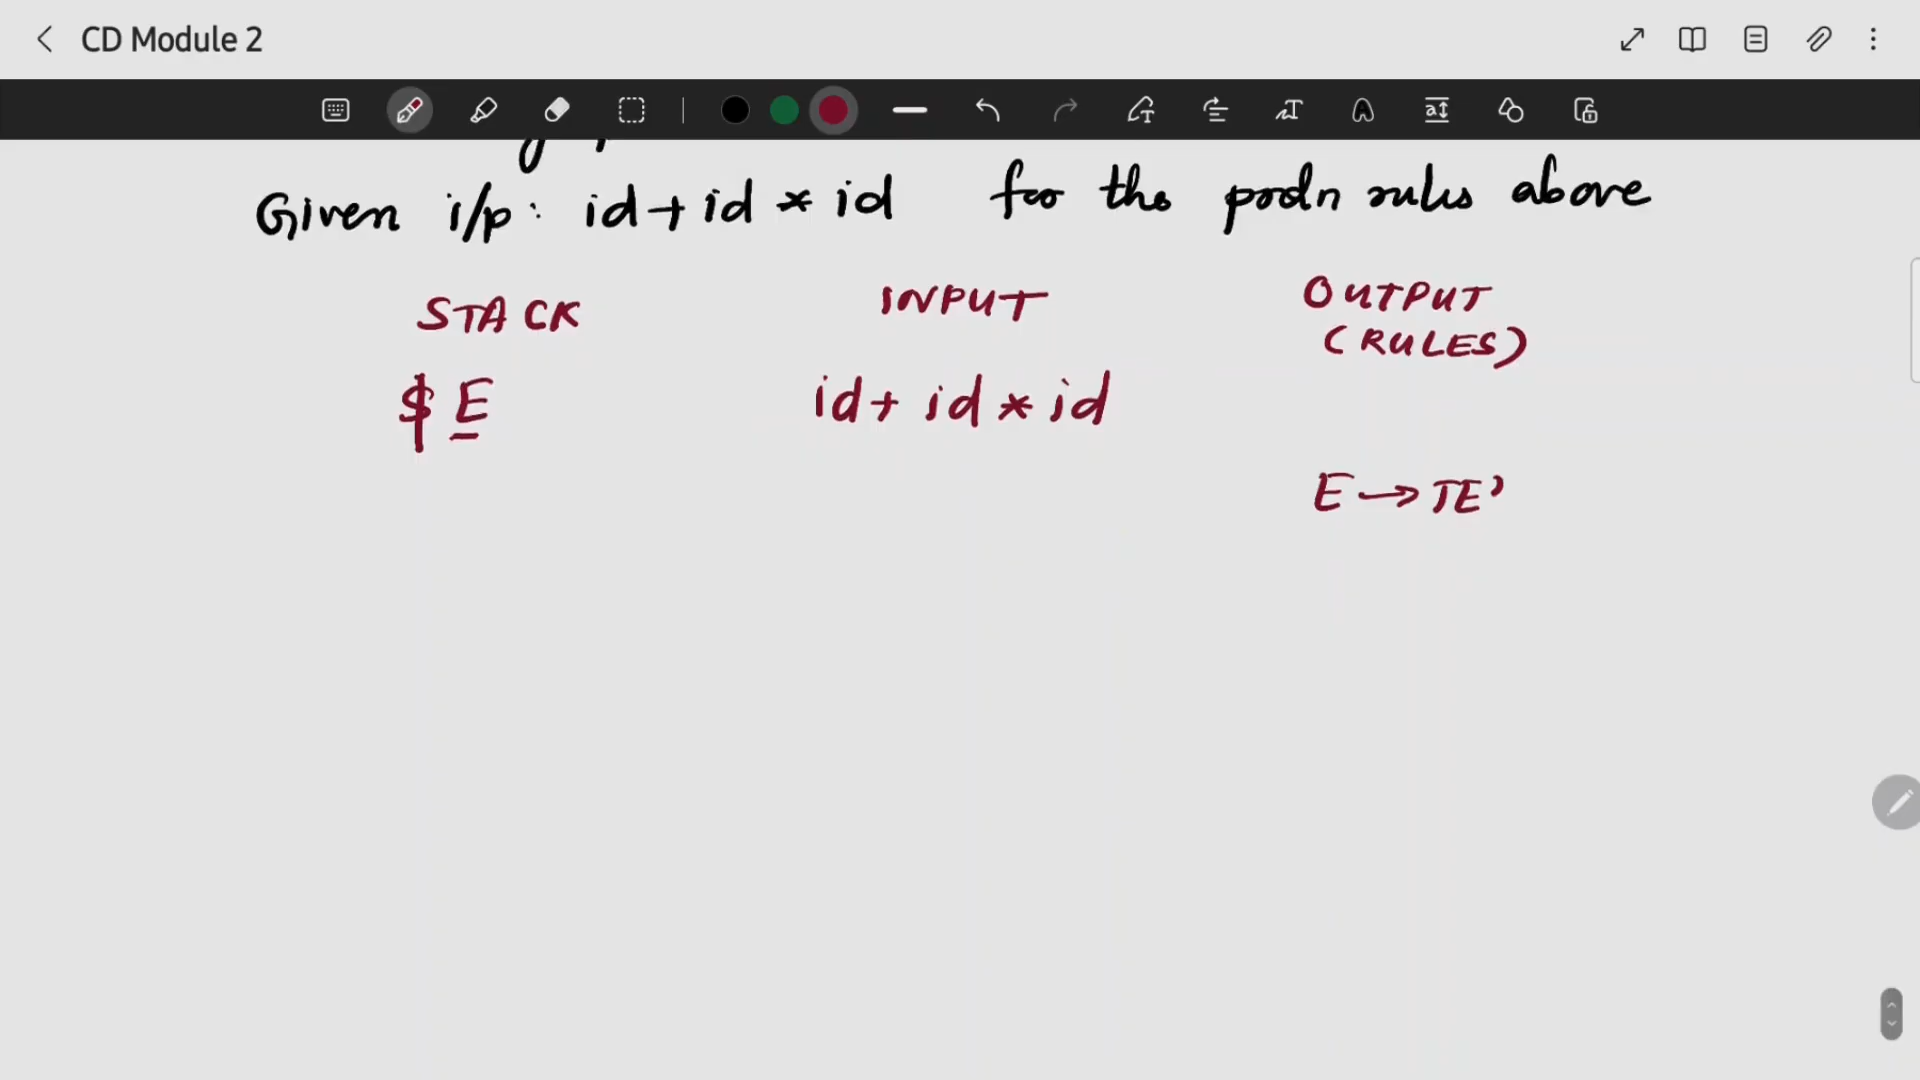 CD Module 2
Given i/p: id + id * id for the prodn rules above
STACK INPUT OUTPUT
(RULES)
$ E id + id * id
E → TE'